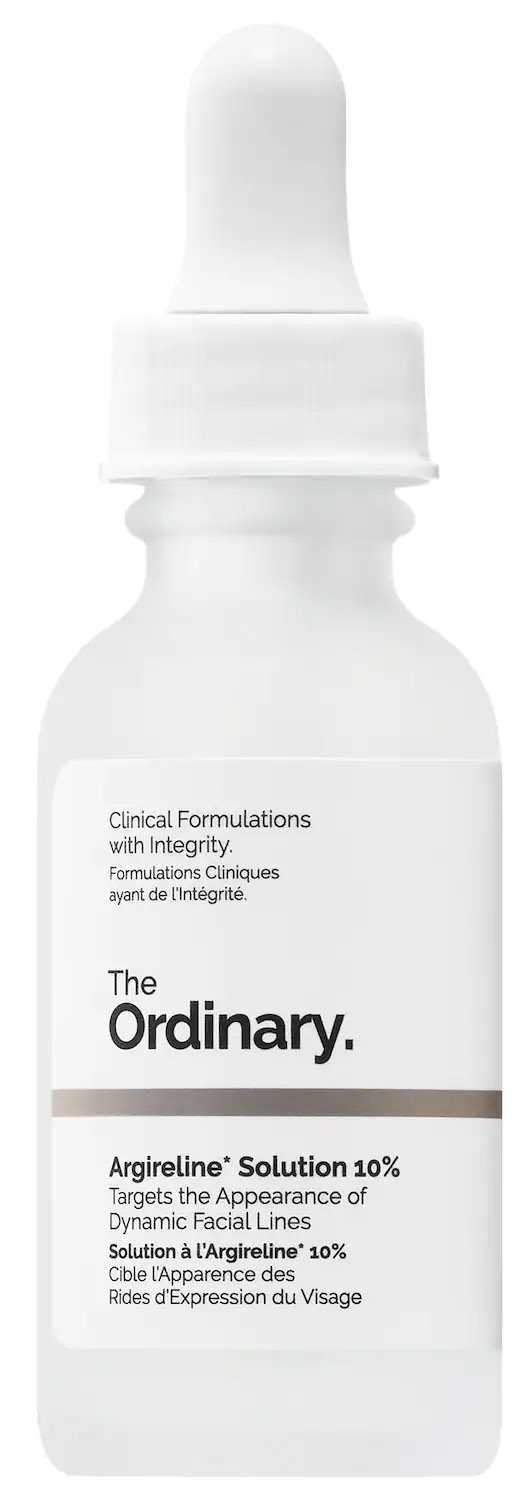 Clinical Formulations
with Integrity.
Formulations Cliniques
ayant de l'Intégrité.
The
Ordinary.
Argireline* Solution 10%
Targets the Appearance of
Dynamic Facial Lines
Solution à l'Argireline* 10%
Cible l'Apparence des
Rides d'Expression du Visage